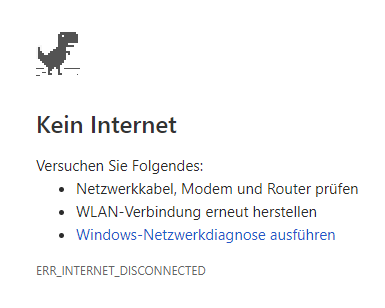 Kein Internet
Versuchen Sie Folgendes:
• Netzwerkkabel, Modem und Router prüfen
• WLAN-Verbindung erneut herstellen
• Windows-Netzwerkdiagnose ausführen
ERR_INTERNET_DISCONNECTED